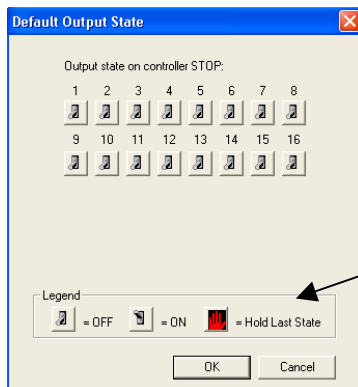 Default Output State
Output state on controller STOP:
1 2 3 4 5 6 7 8
9 10 11 12 13 14 15 16
Legend
= OFF = ON = Hold Last State
OK Cancel